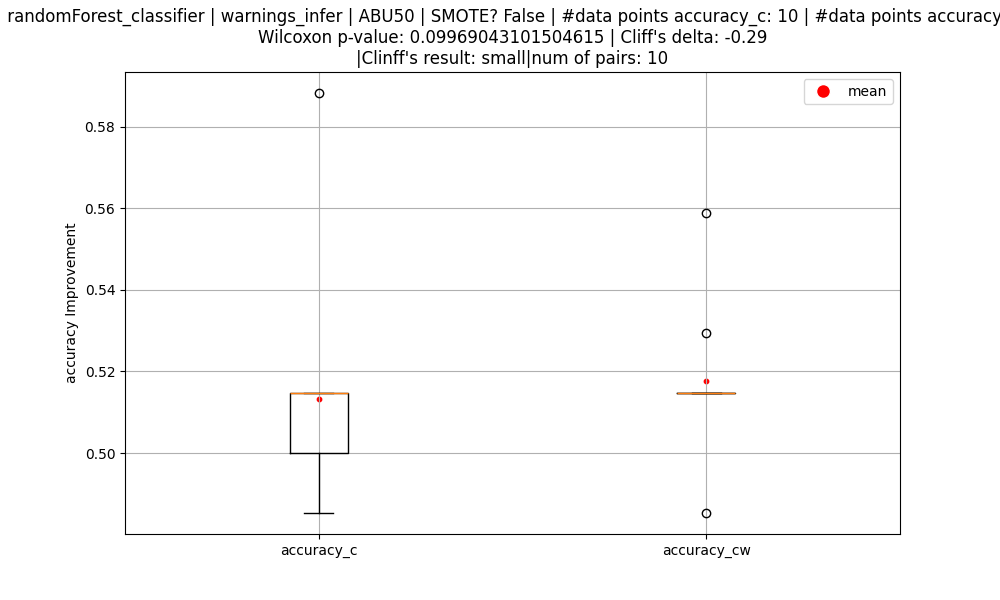 randomForest_classifier | warnings_infer | ABU50 | SMOTE? False | #data points accuracy_c: 10 | #data points accuracy
Wilcoxon p-value: 0.09969043101504615 | Cliff's delta: -0.29
|Clinff's result: small|num of pairs: 10
mean
0.58
0.56
0.54
0.52
0.50
accuracy Improvement
accuracy_c
accuracy_cw